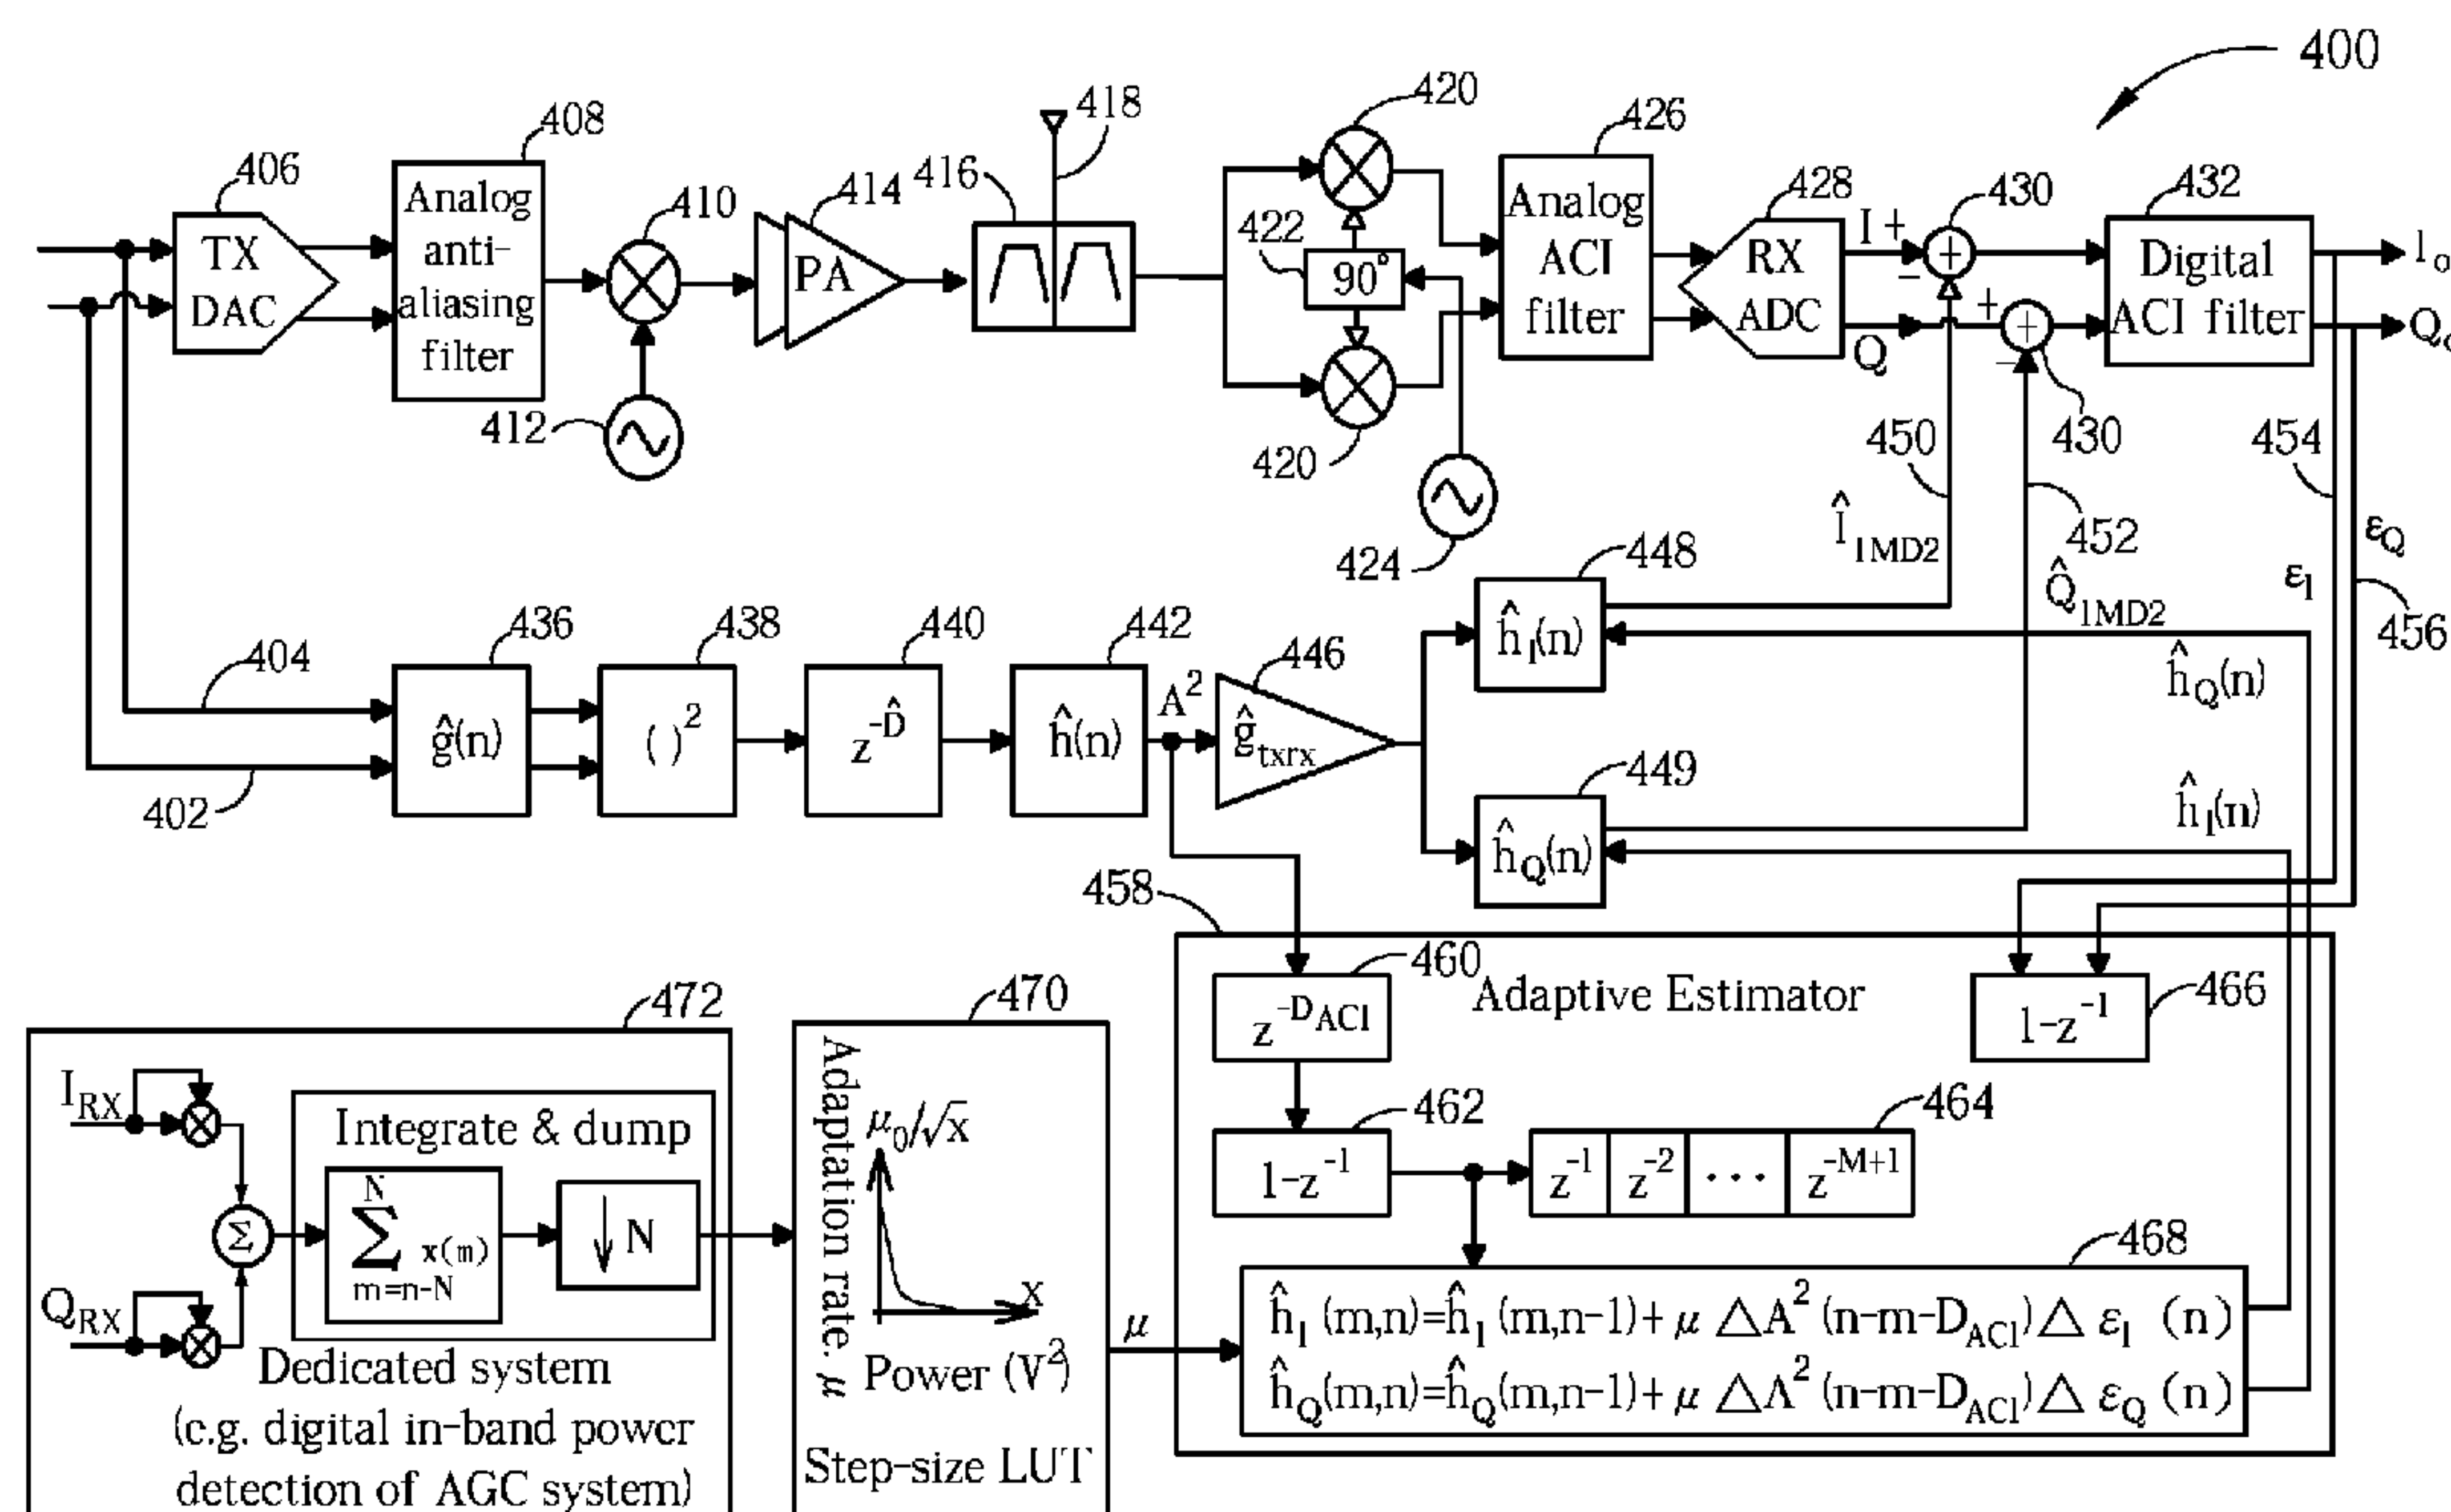 400
406
TX
DAC
408
Analog
anti-
aliasing
filter
410
412
414
PA
416
418
420
422
90°
420
424
426
Analog
ACI
filter
428
RX
ADC
I +
−
Q
+
−
430
430
432
Digital
ACI filter
I
Q
450
Î_IMD2
452
Q̂_IMD2
454
ε_Q
ε_I
456
404
402
436
ĝ(n)
438
( )²
440
z^-D̂
442
ĥ(n)
A²
446
ĝ_txrx
448
ĥ_I(n)
449
ĥ_Q(n)
ĥ_Q(n)
ĥ_I(n)
458
Adaptive Estimator
460
z^-D_ACI
462
1-z^-1
464
z^-1 z^-2 ··· z^-M+1
466
1-z^-1
468
ĥ_I (m,n)=ĥ_I (m,n-1)+ μ △A² (n-m-D_ACI)△ ε_I (n)
ĥ_Q(m,n)=ĥ_Q(m,n-1)+ μ △A² (n-m-D_ACI)△ ε_Q (n)
μ
470
Adaptation rate. μ
μ_0/√x
x
Power (V²)
Step-size LUT
472
I_RX
Q_RX
Σ
Integrate & dump
N
∑ x(m)
m=n-N
↓ N
Dedicated system
(e.g. digital in-band power
detection of AGC system)